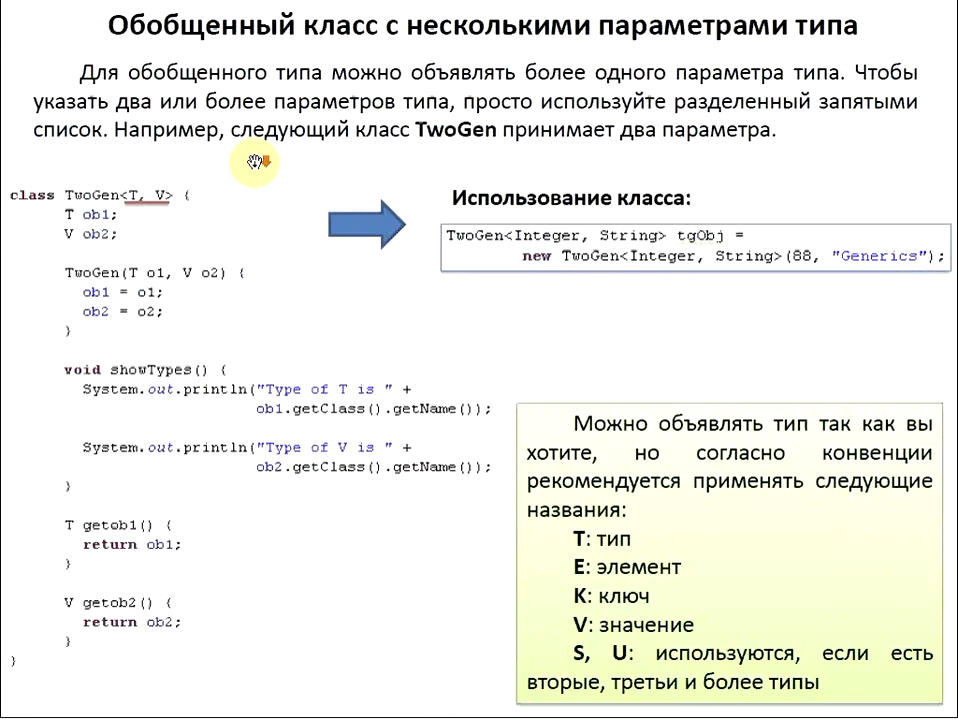 Обобщенный класс с несколькими параметрами типа
Для обобщенного типа можно объявлять более одного параметра типа. Чтобы
указать два или более параметров типа, просто используйте разделенный запятыми
список. Например, следующий класс TwoGen принимает два параметра.
class TwoGen<T, V> {
T ob1;
V ob2;
TwoGen(T o1, V o2) {
ob1 = o1;
ob2 = o2;
}
void showTypes() {
System.out.println("Type of T is " +
ob1.getClass().getName());
System.out.println("Type of V is " +
ob2.getClass().getName());
}
T getob1() {
return ob1;
}
V getob2() {
return ob2;
}
}
Использование класса:
TwoGen<Integer, String> tgObj =
new TwoGen<Integer, String>(88, "Generics");
Можно объявлять тип так как вы
хотите, но согласно конвенции
рекомендуется применять следующие
названия:
T: тип
E: элемент
K: ключ
V: значение
S, U: используются, если есть
вторые, третьи и более типы